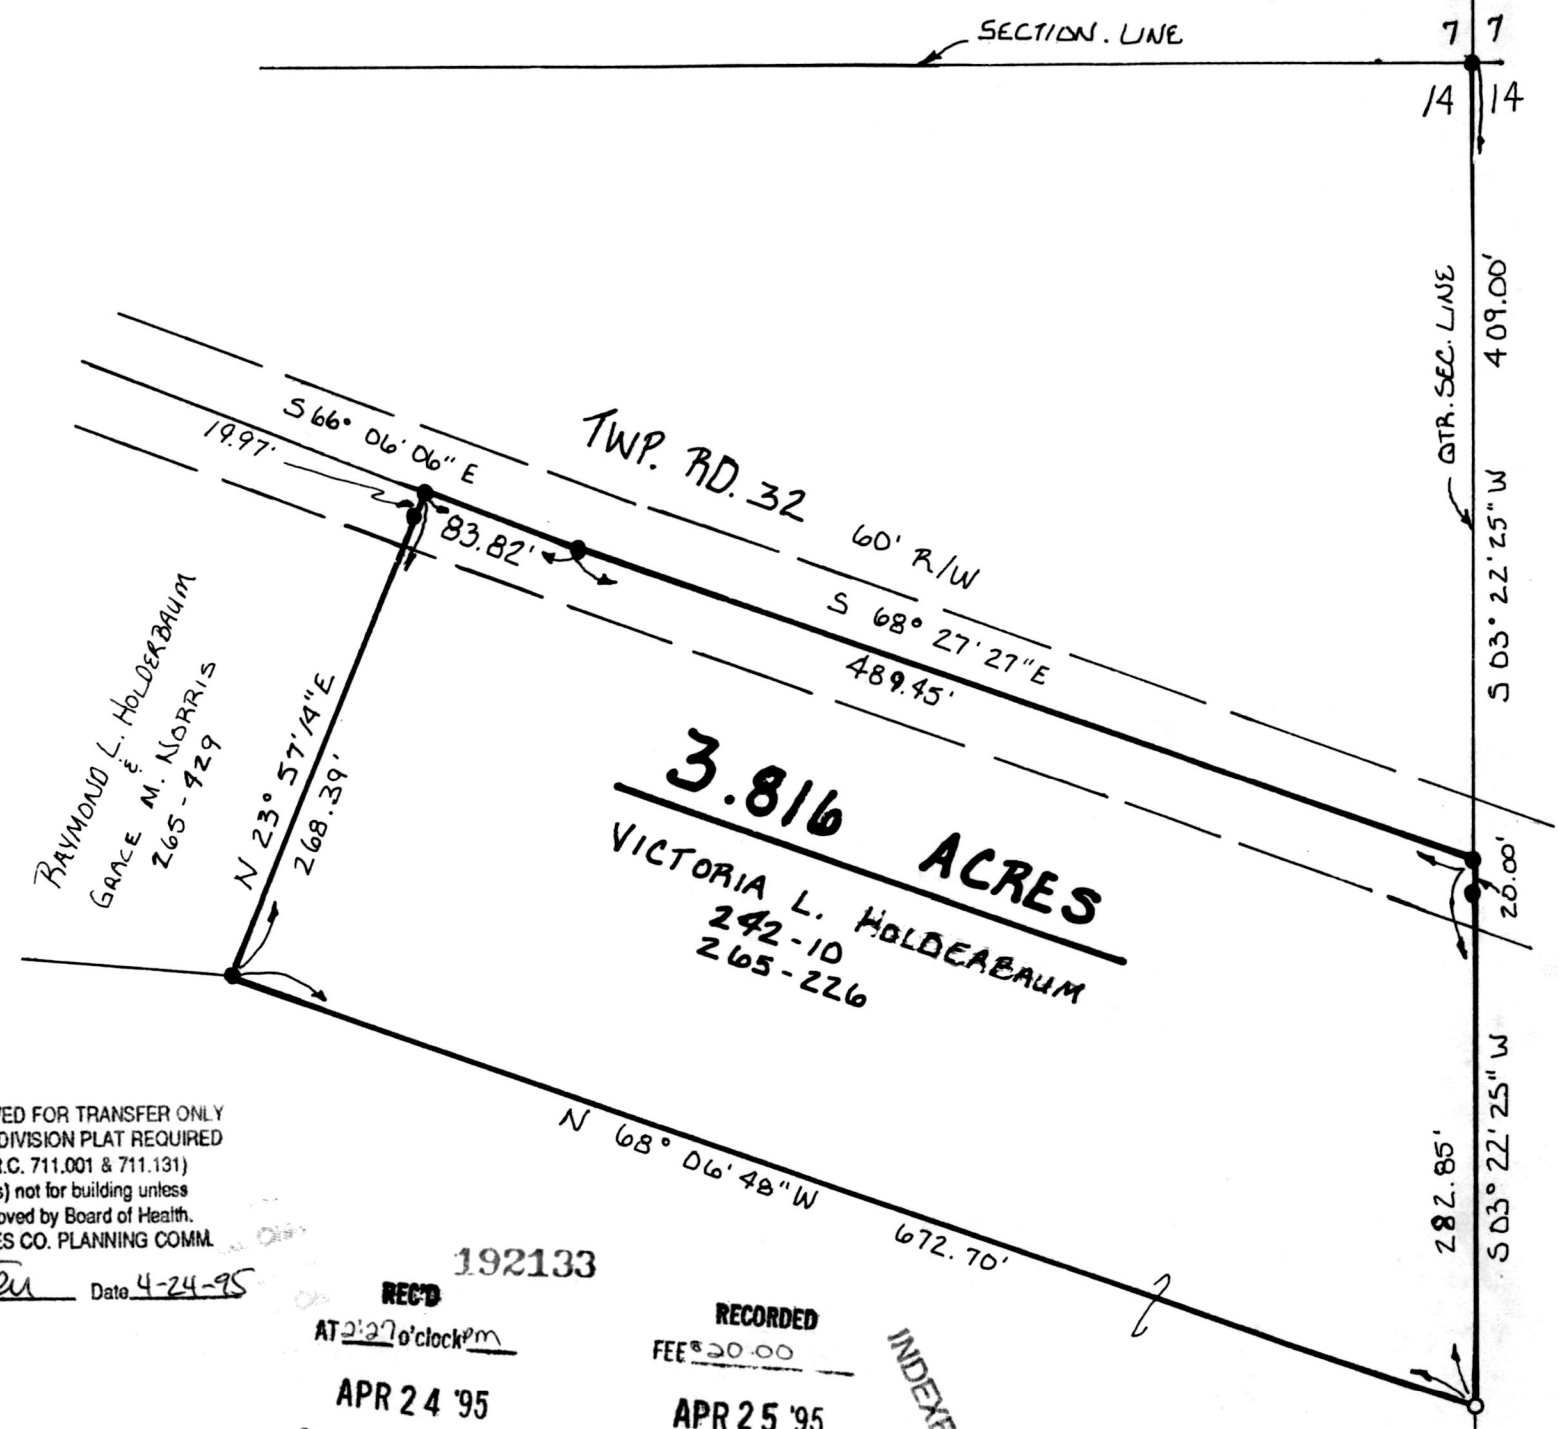 SECTION. LINE
7 7
14 14
409.00'
QTR. SEC. LINE
S 03° 22' 25" W
S 66° 06' 06" E
19.97'
83.82'
TWP. RD. 32
60' R/W
S 68° 27' 27" E
489.45'
20.00'
RAYMOND L. HOLDERBAUM
&
GRACE M. NORRIS
265-429
N 23° 57' 14" E
268.39'
3.816 ACRES
VICTORIA L. HOLDERBAUM
242-10
265-226
N 68° 06' 48" W
672.70'
282.85'
S 03° 22' 25" W
VED FOR TRANSFER ONLY
DIVISION PLAT REQUIRED
R.C. 711.001 & 711.131)
s) not for building unless
oved by Board of Health.
ES CO. PLANNING COMM.
Date 4-24-95
192133
REC'D
AT 2:27 o'clock PM
APR 24 '95
RECORDED
FEE $20.00
APR 25 '95
INDEXE